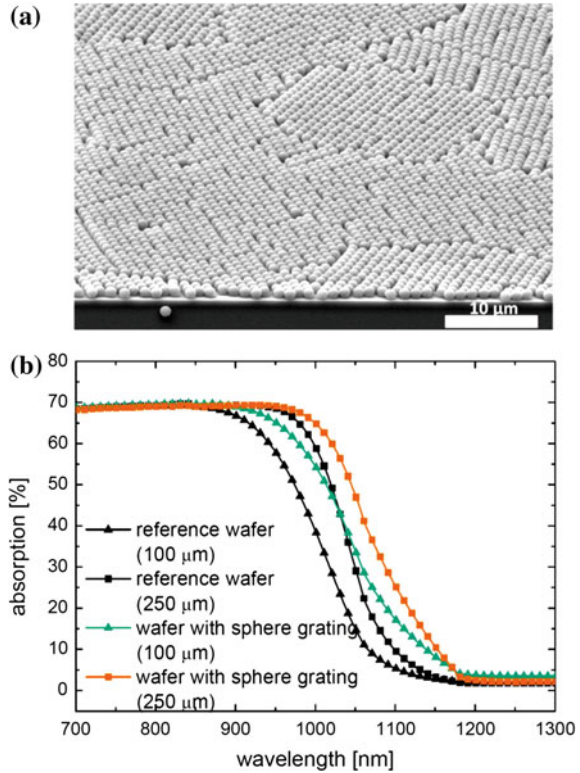 (a)
10 μm
(b)
80
70
60
50
40
30
20
10
0
absorption [%]
reference wafer
(100 μm)
reference wafer
(250 μm)
wafer with sphere grating
(100 μm)
wafer with sphere grating
(250 μm)
700 800 900 1000 1100 1200 1300
wavelength [nm]